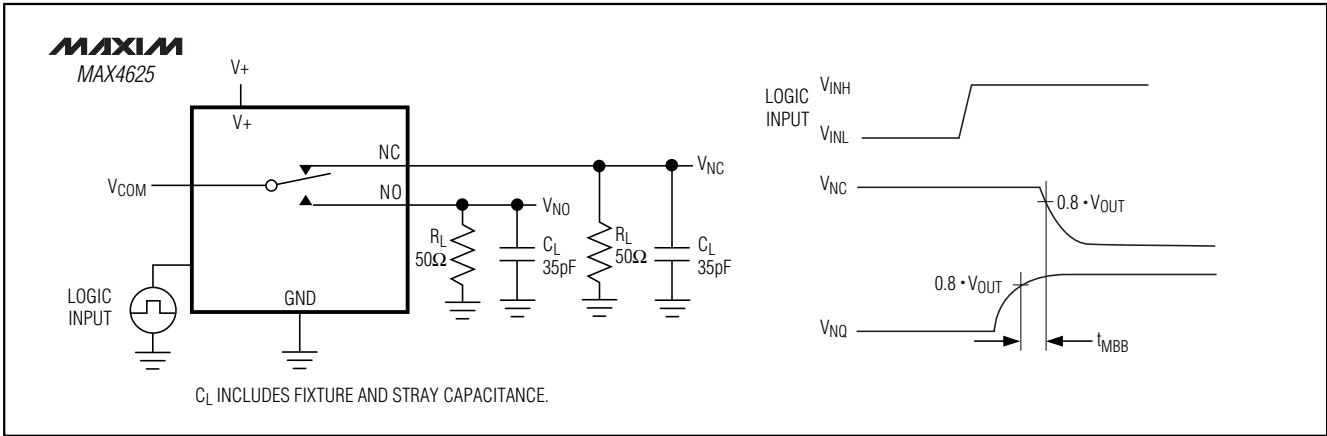 MAXIM
MAX4625
V+
V+
NC
V_NC
V_COM
NO
V_NO
R_L
50Ω
C_L
35pF
R_L
50Ω
C_L
35pF
LOGIC
INPUT
GND
C_L INCLUDES FIXTURE AND STRAY CAPACITANCE.
LOGIC
INPUT
V_INH
V_INL
V_NC
0.8 • V_OUT
0.8 • V_OUT
V_NQ
t_MBB